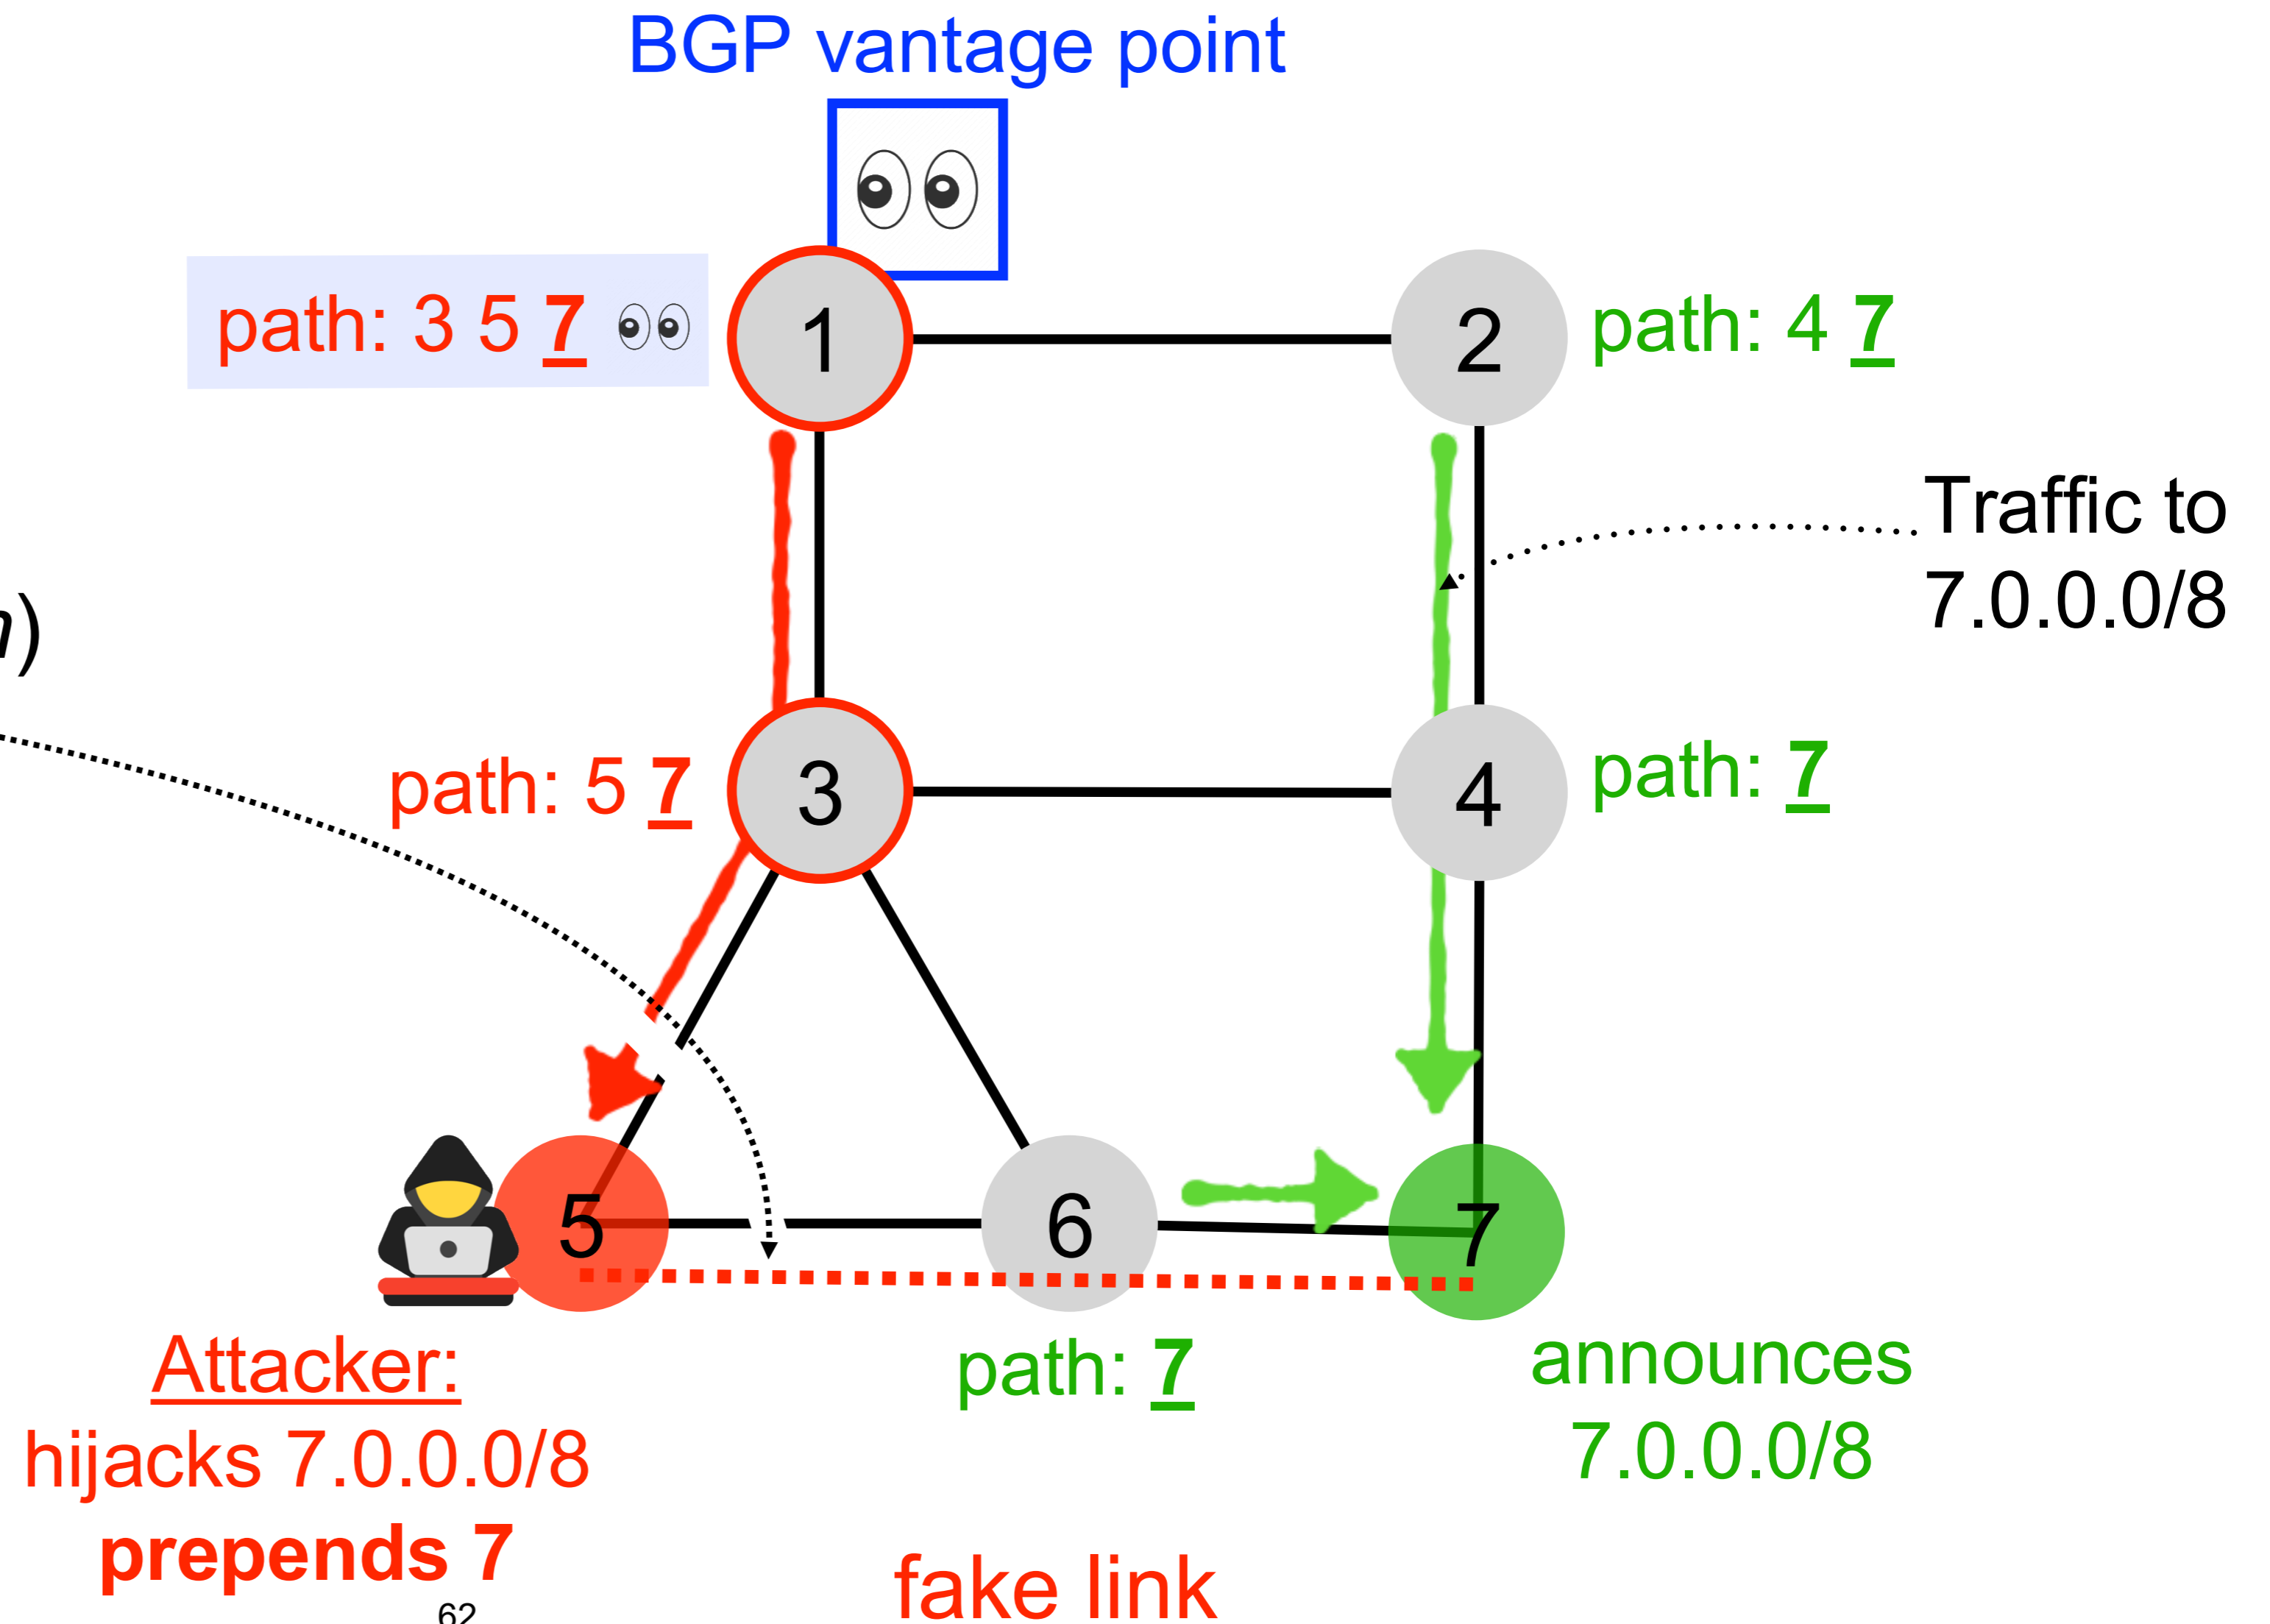 BGP vantage point
path: 3 5 7
1
2
path: 4 7
Traffic to
7.0.0.0/8
)
path: 5 7
3
4
path: 7
5
6
7
path: 7
Attacker:
hijacks 7.0.0.0/8
prepends 7
announces
7.0.0.0/8
fake link
62